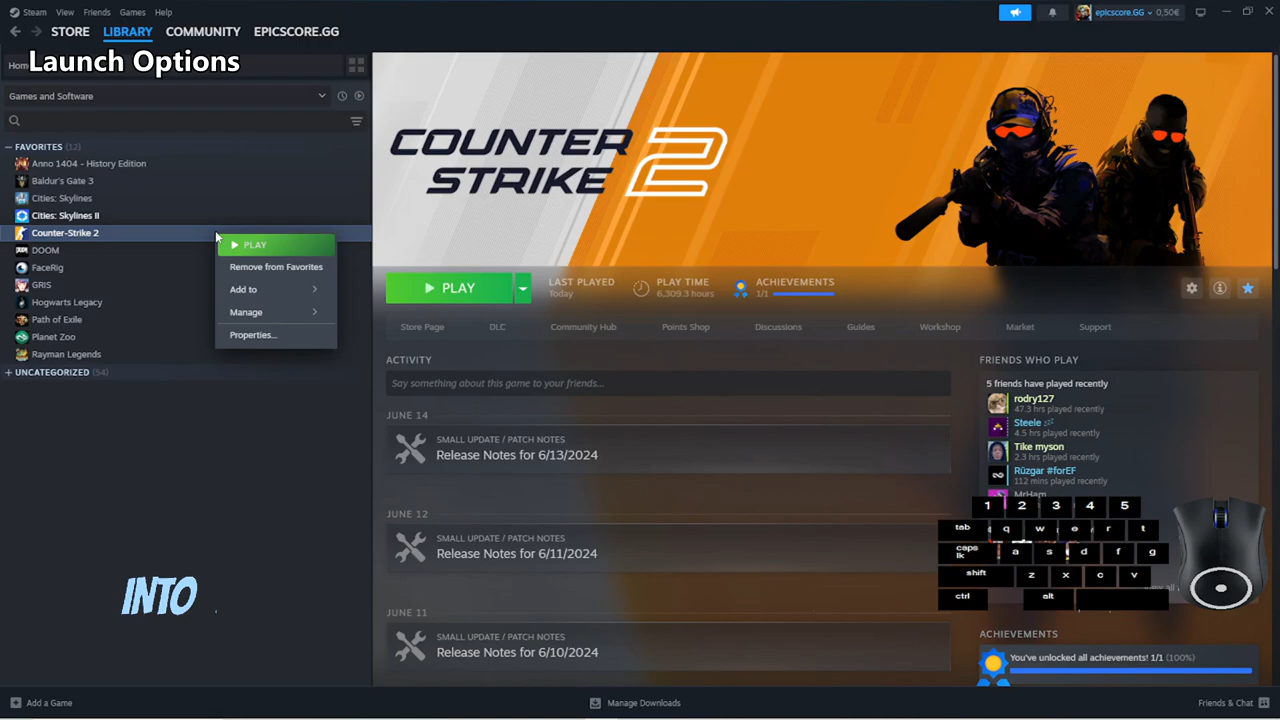 Steam View Friends Games Help
epicscore.GG 0,50€
STORE LIBRARY COMMUNITY EPICSCORE.GG
Launch Options
Games and Software
FAVORITES (12)
Anno 1404 - History Edition
Baldur's Gate 3
Cities: Skylines
Cities: Skylines II
Counter-Strike 2
DOOM
FaceRig
GRIS
Hogwarts Legacy
Path of Exile
Planet Zoo
Rayman Legends
UNCATEGORIZED (54)
PLAY
Remove from Favorites
Add to
Manage
Properties...
INTO
COUNTER
STRIKE 2
PLAY
LAST PLAYED
Today
PLAY TIME
6,309.3 hours
ACHIEVEMENTS
1/1
Store Page DLC Community Hub Points Shop Discussions Guides Workshop Market Support
ACTIVITY
Say something about this game to your friends...
JUNE 14
SMALL UPDATE / PATCH NOTES
Release Notes for 6/13/2024
JUNE 12
SMALL UPDATE / PATCH NOTES
Release Notes for 6/11/2024
JUNE 11
SMALL UPDATE / PATCH NOTES
Release Notes for 6/10/2024
FRIENDS WHO PLAY
5 friends have played recently
rodry127
47.3 hrs played recently
Steele
4.5 hrs played recently
Tike myson
2.3 hrs played recently
Rüzgar #forEF
112 mins played recently
MrHam
1 2 3 4 5
tab q w e r t
caps lk a s d f g
shift z x c v
ctrl alt
ACHIEVEMENTS
You've unlocked all achievements! 1/1 (100%)
Add a Game Manage Downloads Friends & Chat